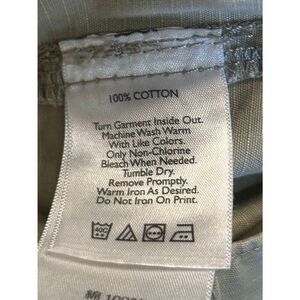 100% COTTON
Turn Garment Inside Out.
Machine Wash Warm
With Like Colors.
Only Non-Chlorine
Bleach When Needed.
Tumble Dry.
Remove Promptly.
Warm Iron as Desired.
Do Not Iron On Print.
40C